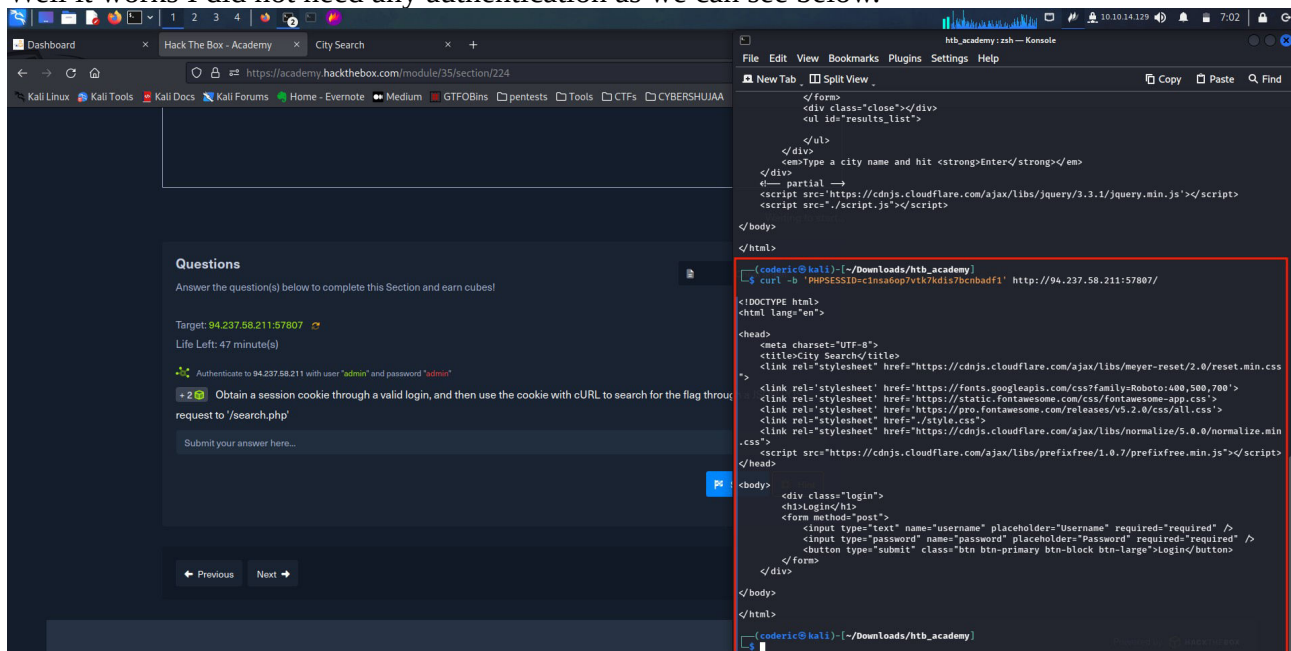 Well it works I did not need any authentication as we can see below.
1 2 3 4
10.10.14.129
7:02
Dashboard × Hack The Box - Academy × City Search × +
https://academy.hackthebox.com/module/35/section/224
Kali Linux Kali Tools Kali Docs Kali Forums Home - Evernote Medium GTFOBins pentests Tools CTFs CYBERSHUJAA
Questions
Answer the question(s) below to complete this Section and earn cubes!
Target: 94.237.58.211:57807
Life Left: 47 minute(s)
Authenticate to 94.237.58.211 with user "admin" and password "admin"
+ 2 Obtain a session cookie through a valid login, and then use the cookie with cURL to search for the flag through
request to '/search.php'
Submit your answer here...
Previous Next
htb_academy : zsh — Konsole
File Edit View Bookmarks Plugins Settings Help
New Tab Split View Copy Paste Find
</form>
<div class="close"></div>
<ul id="results_list">
</ul>
</div>
<em>Type a city name and hit <strong>Enter</strong></em>
</div>
<!-- partial -->
<script src='https://cdnjs.cloudflare.com/ajax/libs/jquery/3.3.1/jquery.min.js'></script>
<script src="./script.js"></script>
</body>
</html>
┌──(coderic㉿kali)-[~/Downloads/htb_academy]
└─$ curl -b 'PHPSESSID=c1nsa6op7vtk7kdis7bcnbadf1' http://94.237.58.211:57807/
<!DOCTYPE html>
<html lang="en">
<head>
<meta charset="UTF-8">
<title>City Search</title>
<link rel="stylesheet" href="https://cdnjs.cloudflare.com/ajax/libs/meyer-reset/2.0/reset.min.css
">
<link rel='stylesheet' href='https://fonts.googleapis.com/css?family=Roboto:400,500,700'>
<link rel='stylesheet' href='https://static.fontawesome.com/css/fontawesome-app.css'>
<link rel='stylesheet' href='https://pro.fontawesome.com/releases/v5.2.0/css/all.css'>
<link rel="stylesheet" href="./style.css">
<link rel="stylesheet" href="https://cdnjs.cloudflare.com/ajax/libs/normalize/5.0.0/normalize.min
.css">
<script src="https://cdnjs.cloudflare.com/ajax/libs/prefixfree/1.0.7/prefixfree.min.js"></script>
</head>
<body>
<div class="login">
<h1>Login</h1>
<form method="post">
<input type="text" name="username" placeholder="Username" required="required" />
<input type="password" name="password" placeholder="Password" required="required" />
<button type="submit" class="btn btn-primary btn-block btn-large">Login</button>
</form>
</div>
</body>
</html>
┌──(coderic㉿kali)-[~/Downloads/htb_academy]
└─$